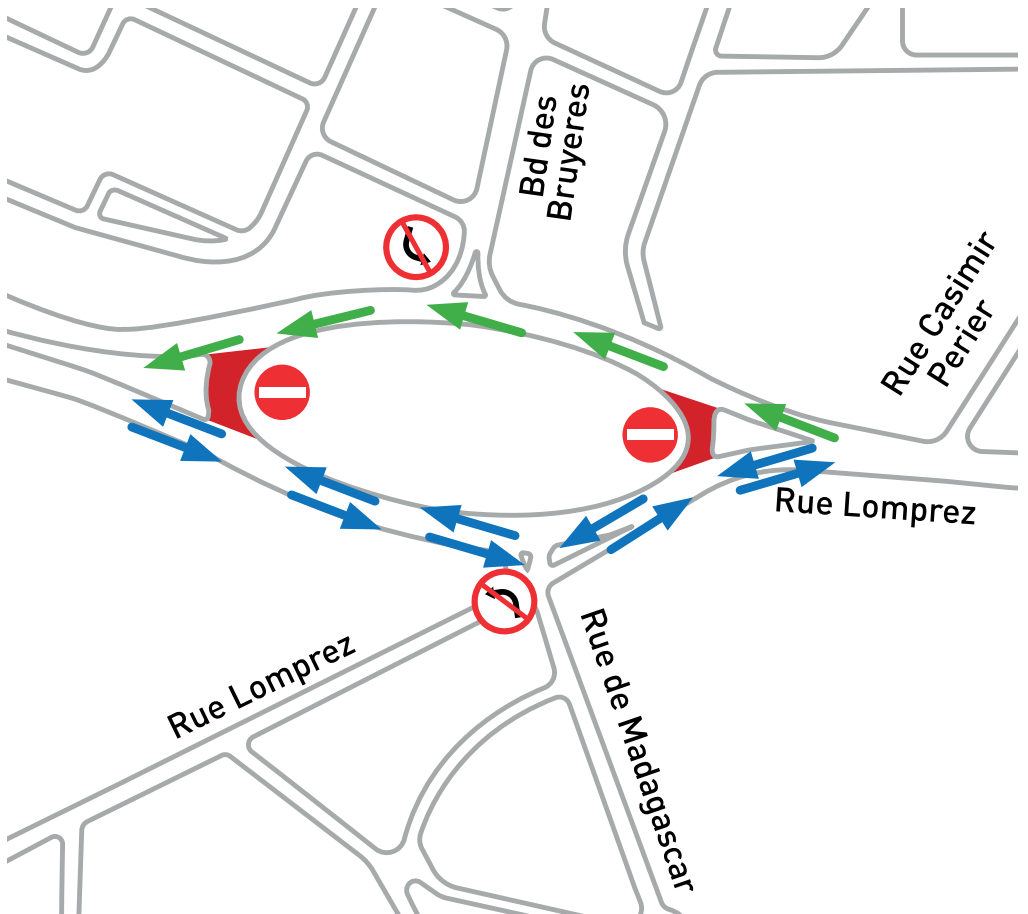 Bd des
Bruyeres
Rue Casimir
Perier
Rue Lomprez
Rue Lomprez
Rue de Madagascar